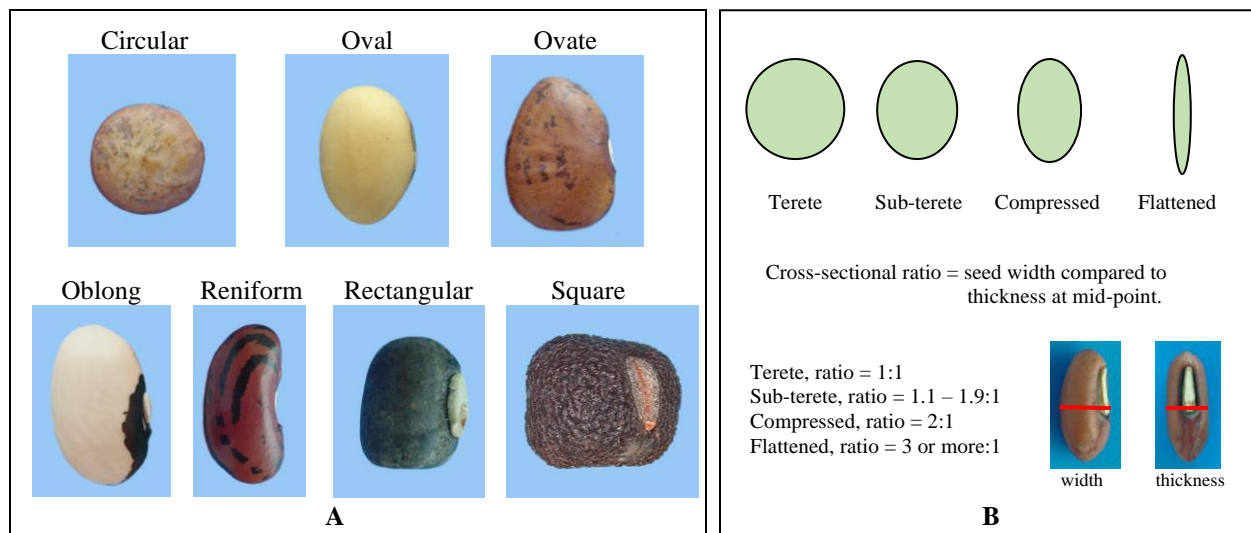 Circular
Oval
Ovate
Oblong
Reniform
Rectangular
Square
A
Terete
Sub-terete
Compressed
Flattened
Cross-sectional ratio = seed width compared to
thickness at mid-point.
Terete, ratio = 1:1
Sub-terete, ratio = 1.1 – 1.9:1
Compressed, ratio = 2:1
Flattened, ratio = 3 or more:1
width
thickness
B